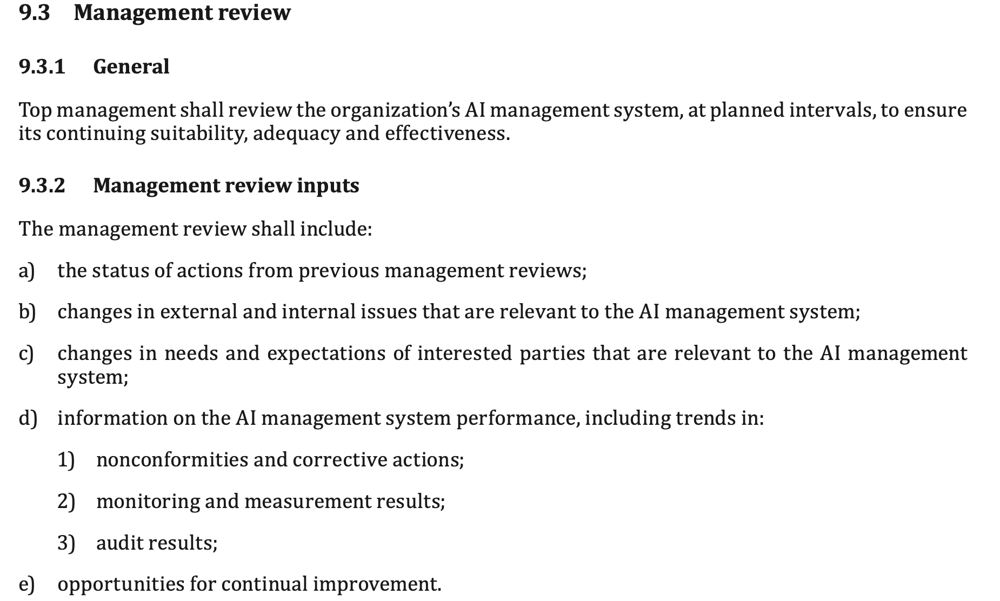 9.3 Management review
9.3.1 General
Top management shall review the organization’s AI management system, at planned intervals, to ensure
its continuing suitability, adequacy and effectiveness.
9.3.2 Management review inputs
The management review shall include:
a) the status of actions from previous management reviews;
b) changes in external and internal issues that are relevant to the AI management system;
c) changes in needs and expectations of interested parties that are relevant to the AI management
system;
d) information on the AI management system performance, including trends in:
1) nonconformities and corrective actions;
2) monitoring and measurement results;
3) audit results;
e) opportunities for continual improvement.